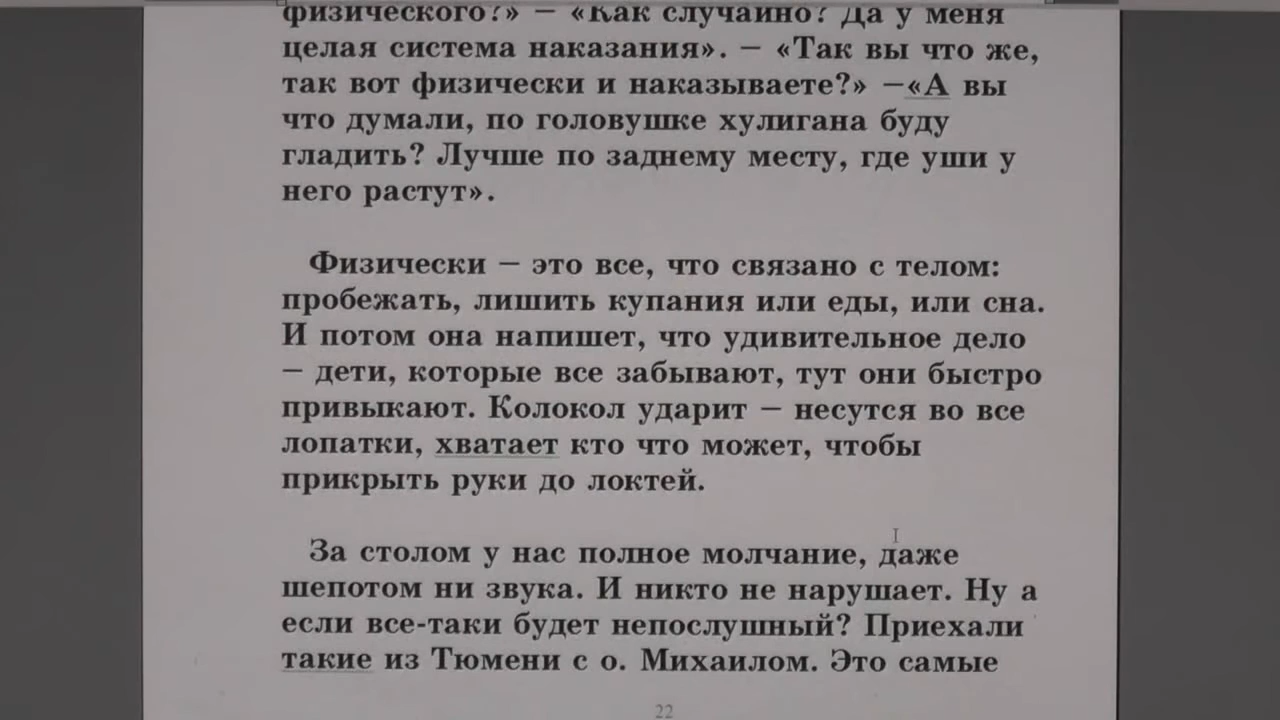 физического?» – «Как случайно? Да у меня
целая система наказания». – «Так вы что же,
так вот физически и наказываете?» –«А вы
что думали, по головушке хулигана буду
гладить? Лучше по заднему месту, где уши у
него растут».
Физически – это все, что связано с телом:
пробежать, лишить купания или еды, или сна.
И потом она напишет, что удивительное дело
– дети, которые все забывают, тут они быстро
привыкают. Колокол ударит – несутся во все
лопатки, хватает кто что может, чтобы
прикрыть руки до локтей.
За столом у нас полное молчание, даже
шепотом ни звука. И никто не нарушает. Ну а
если все-таки будет непослушный? Приехали
такие из Тюмени с о. Михаилом. Это самые
22